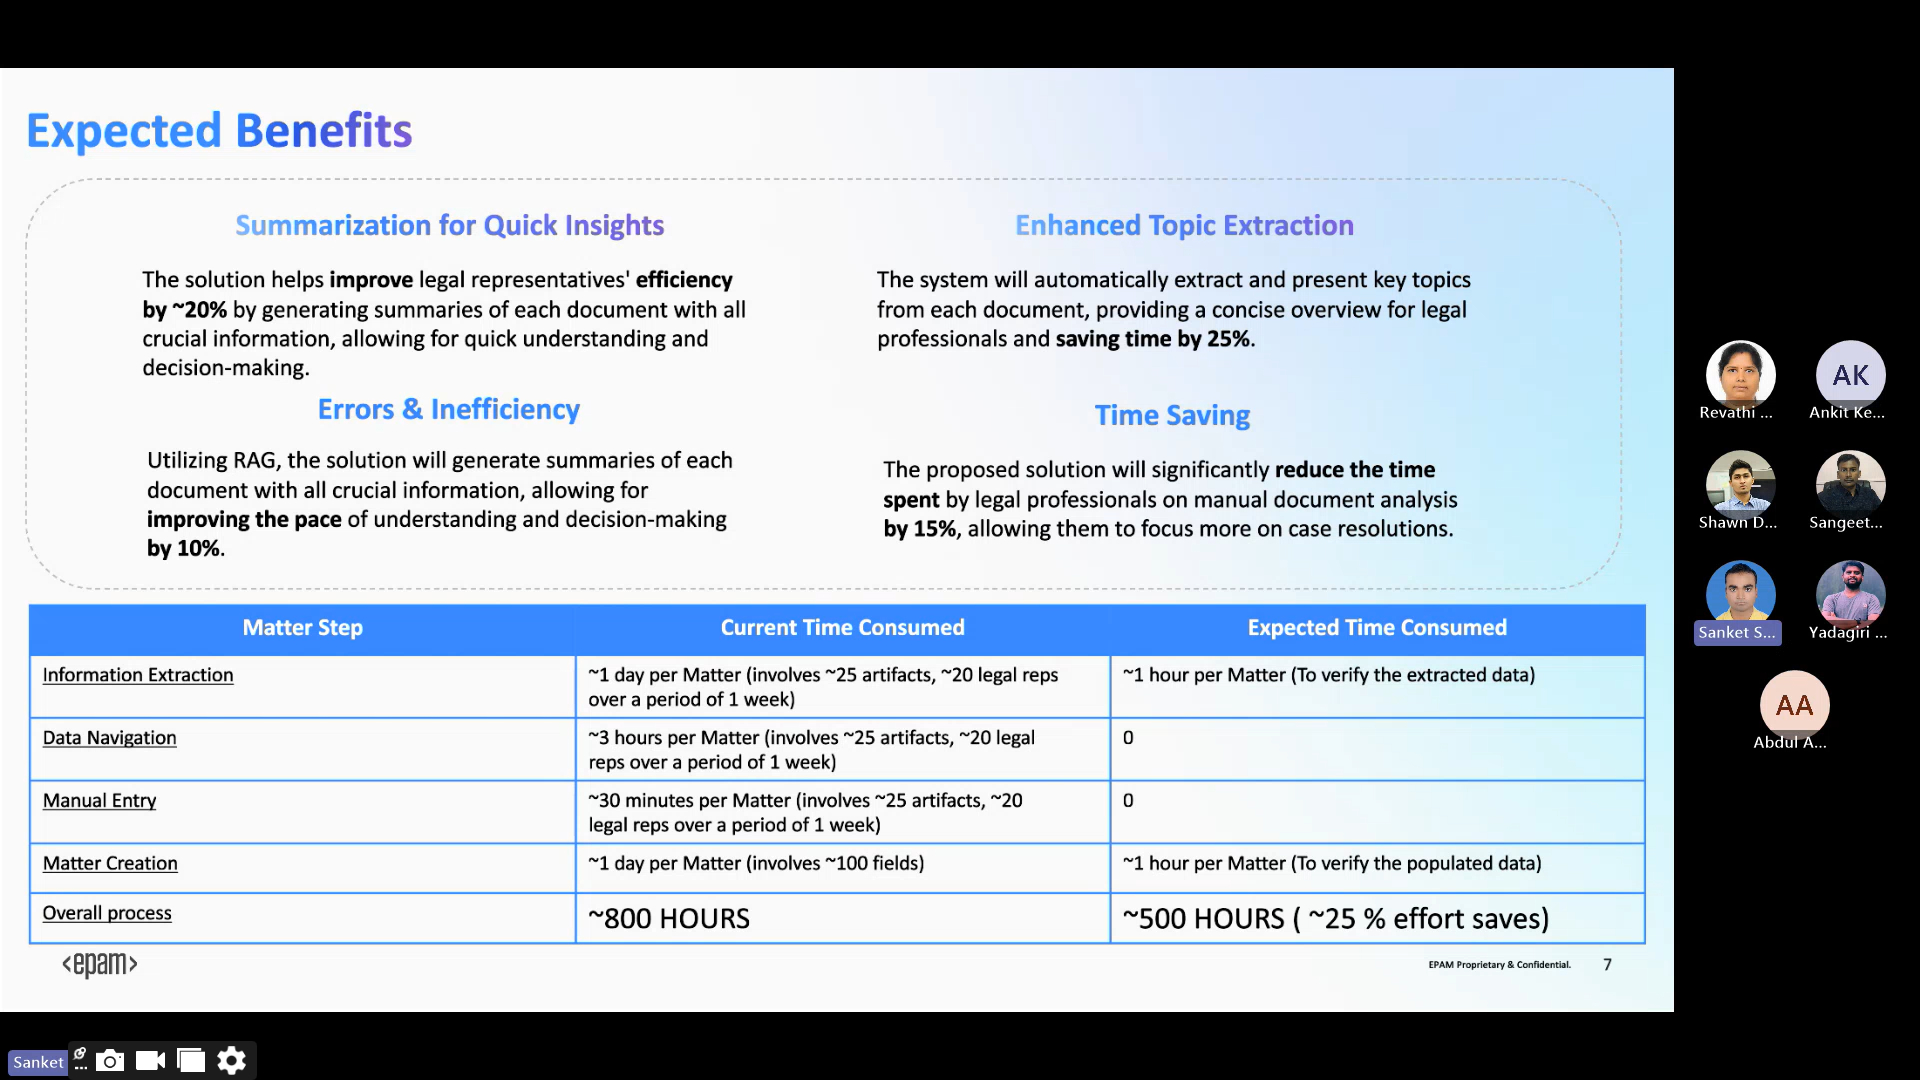 Expected Benefits
Summarization for Quick Insights
The solution helps improve legal representatives' efficiency
by ~20% by generating summaries of each document with all
crucial information, allowing for quick understanding and
decision-making.
Enhanced Topic Extraction
The system will automatically extract and present key topics
from each document, providing a concise overview for legal
professionals and saving time by 25%.
Errors & Inefficiency
Utilizing RAG, the solution will generate summaries of each
document with all crucial information, allowing for
improving the pace of understanding and decision-making
by 10%.
Time Saving
The proposed solution will significantly reduce the time
spent by legal professionals on manual document analysis
by 15%, allowing them to focus more on case resolutions.
Matter Step
Current Time Consumed
Expected Time Consumed
Information Extraction
~1 day per Matter (involves ~25 artifacts, ~20 legal reps
over a period of 1 week)
~1 hour per Matter (To verify the extracted data)
Data Navigation
~3 hours per Matter (involves ~25 artifacts, ~20 legal
reps over a period of 1 week)
0
Manual Entry
~30 minutes per Matter (involves ~25 artifacts, ~20
legal reps over a period of 1 week)
0
Matter Creation
~1 day per Matter (involves ~100 fields)
~1 hour per Matter (To verify the populated data)
Overall process
~800 HOURS
~500 HOURS ( ~25 % effort saves)
<epam>
EPAM Proprietary & Confidential.
7
Revathi ...
AK
Ankit Ke...
Shawn D...
Sangeet...
Sanket S...
Yadagiri ...
AA
Abdul A...
Sanket